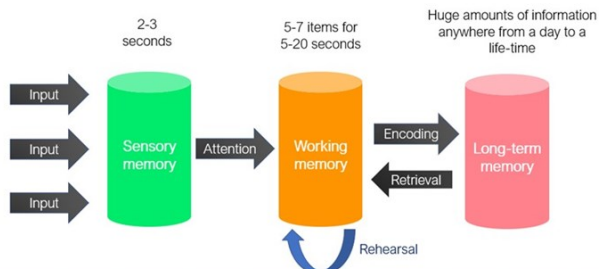 2-3
seconds
5-7 items for
5-20 seconds
Huge amounts of information
anywhere from a day to a
life-time
Input
Input
Input
Sensory
memory
Attention
Working
memory
Encoding
Retrieval
Long-term
memory
Rehearsal